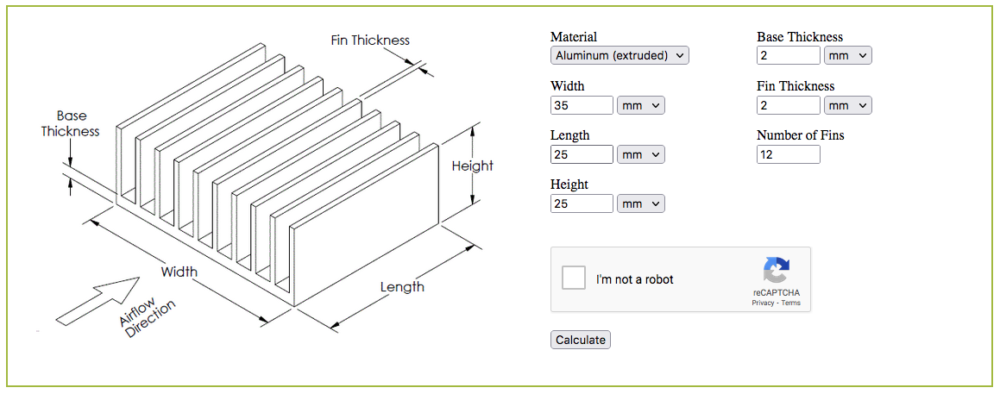 Fin Thickness
Base
Thickness
Height
Width
Length
Airflow
Direction
Material
Aluminum (extruded)
Base Thickness
2
mm
Width
35
mm
Fin Thickness
2
mm
Length
25
mm
Number of Fins
12
Height
25
mm
I'm not a robot
reCAPTCHA
Privacy - Terms
Calculate